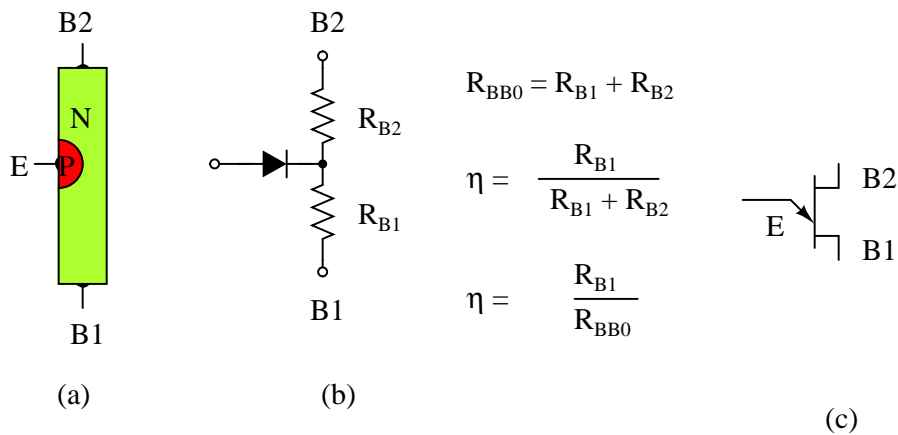 B2
N
E
P
B1
(a)
B2
R_B2
R_B1
B1
(b)
R_BB0 = R_B1 + R_B2
η = R_B1
R_B1 + R_B2
η = R_B1
R_BB0
B2
E
B1
(c)